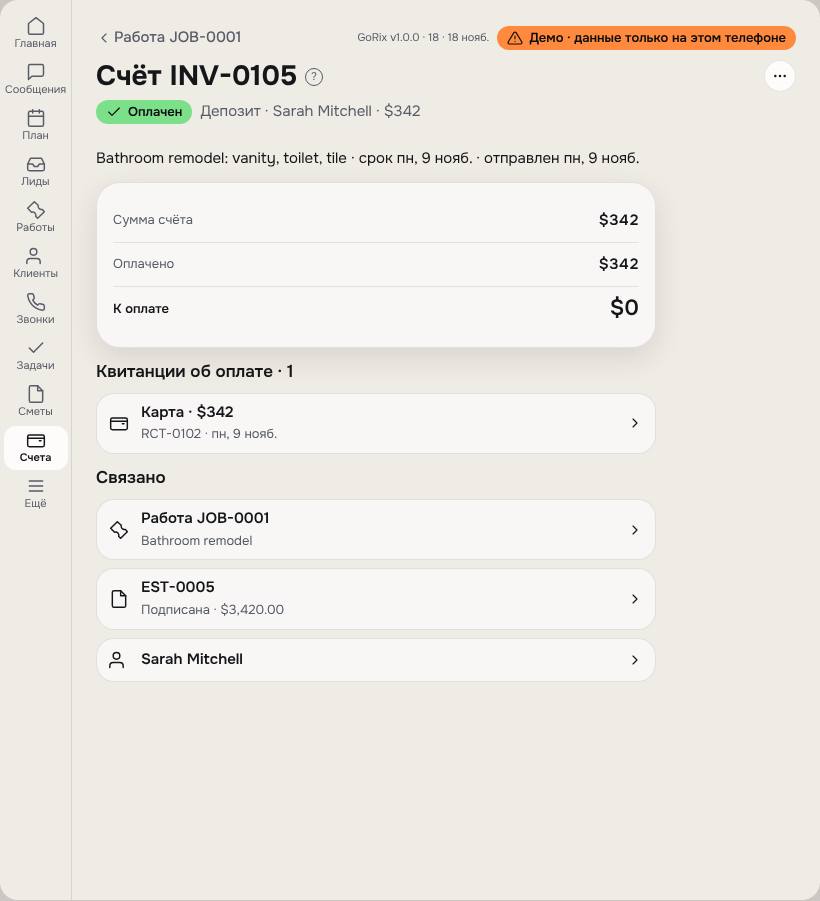 Главная
Сообщения
План
Лиды
Работы
Клиенты
Звонки
Задачи
Сметы
Счета
Ещё
Работа JOB-0001
GoRix v1.0.0 · 18 · 18 нояб.
Демо · данные только на этом телефоне
Счёт INV-0105 ?
Оплачен Депозит · Sarah Mitchell · $342
Bathroom remodel: vanity, toilet, tile · срок пн, 9 нояб. · отправлен пн, 9 нояб.
Сумма счёта $342
Оплачено $342
К оплате $0
Квитанции об оплате · 1
Карта · $342
RCT-0102 · пн, 9 нояб.
Связано
Работа JOB-0001
Bathroom remodel
EST-0005
Подписана · $3,420.00
Sarah Mitchell